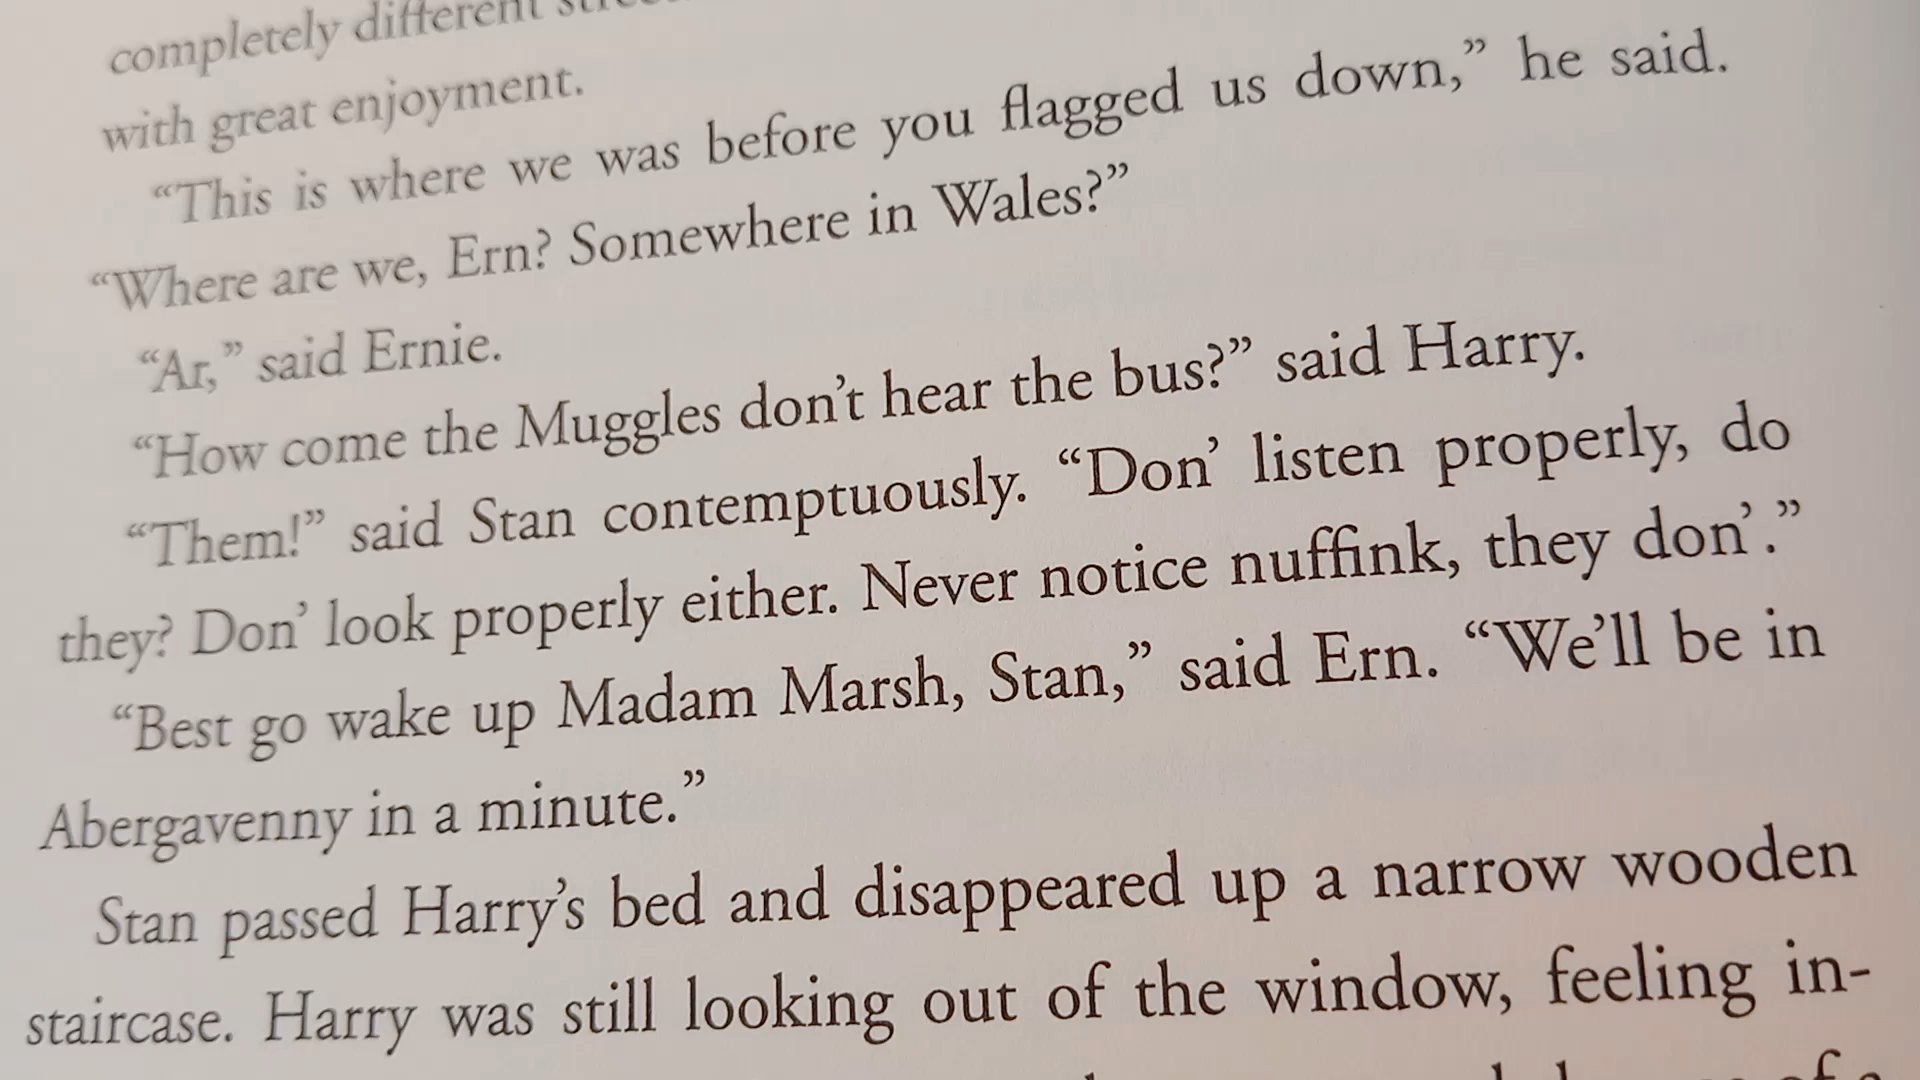 completely different
with great enjoyment.
“This is where we was before you flagged us down,” he said.
“Where are we, Ern? Somewhere in Wales?”
“Ar,” said Ernie.
“How come the Muggles don’t hear the bus?” said Harry.
“Them!” said Stan contemptuously. “Don’ listen properly, do
they? Don’ look properly either. Never notice nuffink, they don’.”
“Best go wake up Madam Marsh, Stan,” said Ern. “We’ll be in
Abergavenny in a minute.”
Stan passed Harry’s bed and disappeared up a narrow wooden
staircase. Harry was still looking out of the window, feeling in-